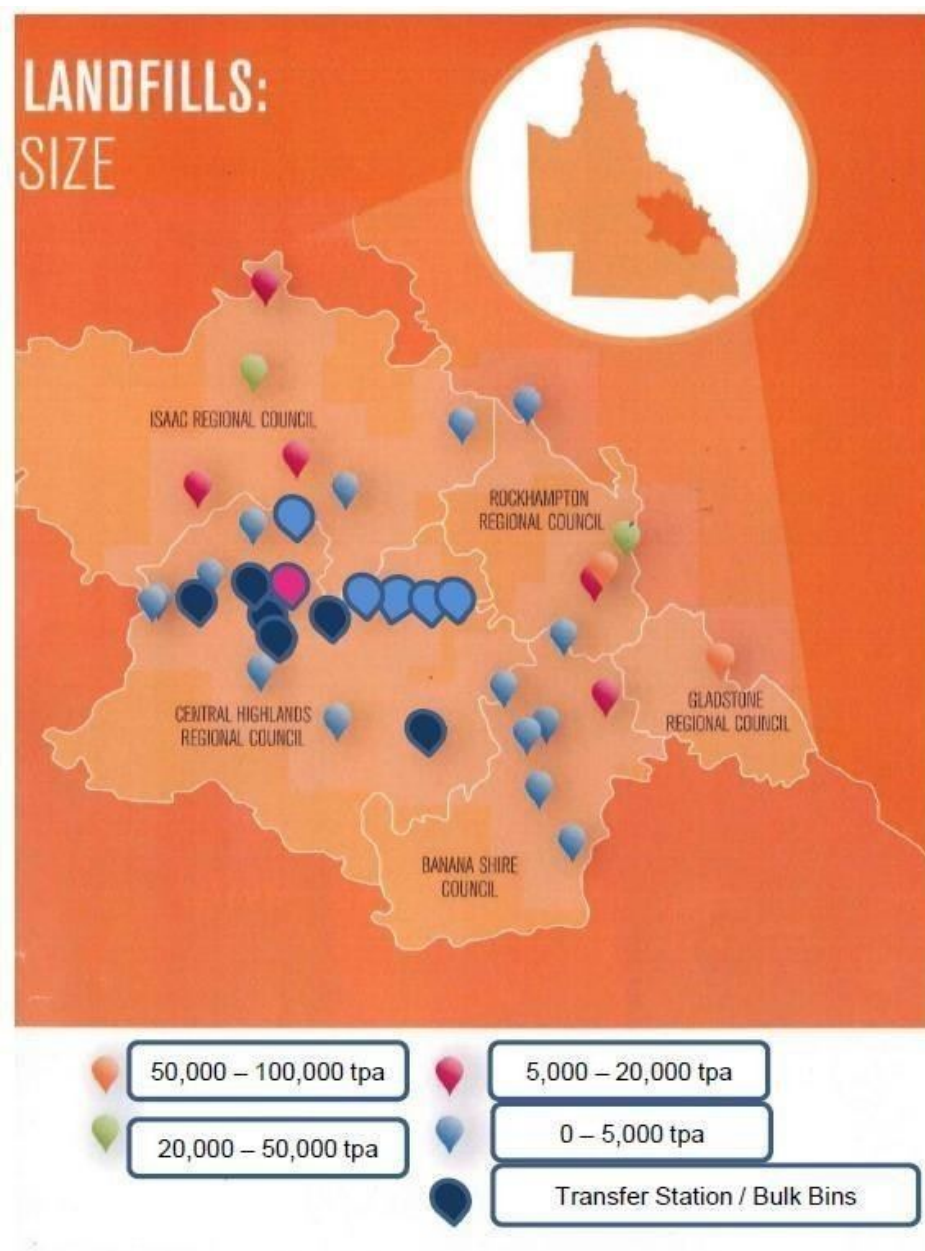 LANDFILLS:
SIZE
ISAAC REGIONAL COUNCIL
ROCKHAMPTON
REGIONAL COUNCIL
CENTRAL HIGHLANDS
REGIONAL COUNCIL
GLADSTONE
REGIONAL COUNCIL
BANANA SHIRE
COUNCIL
50,000 – 100,000 tpa
5,000 – 20,000 tpa
20,000 – 50,000 tpa
0 – 5,000 tpa
Transfer Station / Bulk Bins